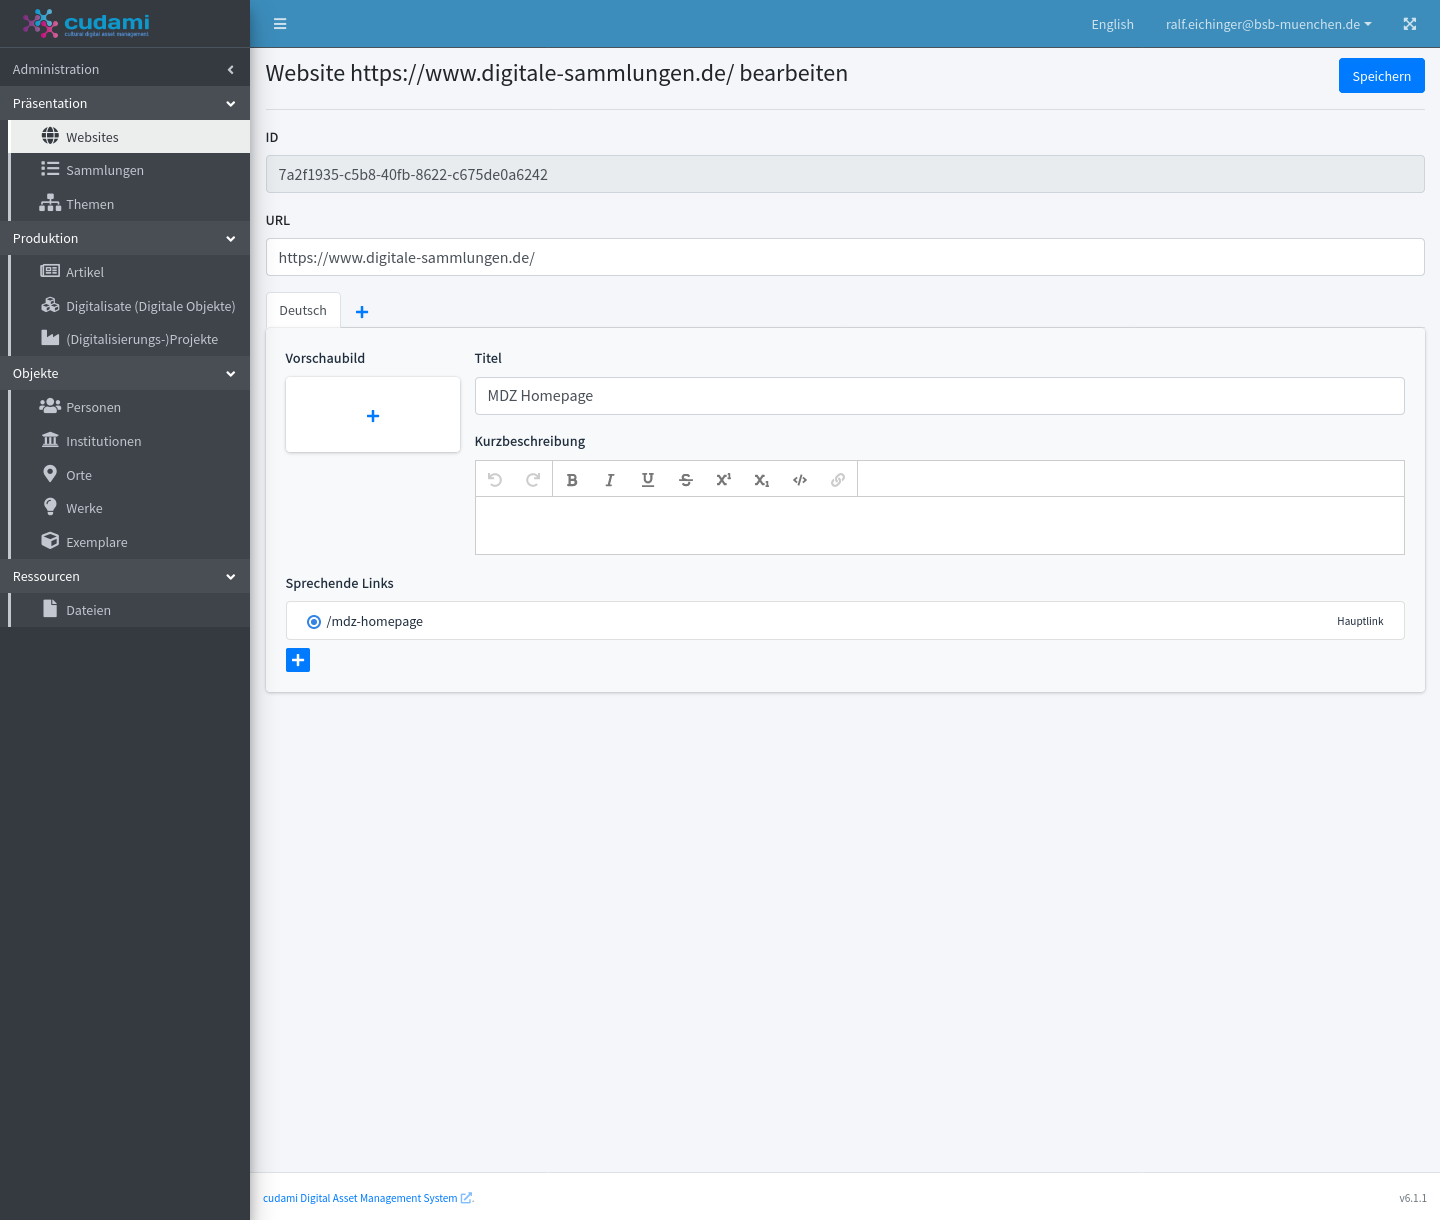 cudami
cultural digital asset management
English
ralf.eichinger@bsb-muenchen.de
Administration
Präsentation
Websites
Sammlungen
Themen
Produktion
Artikel
Digitalisate (Digitale Objekte)
(Digitalisierungs-)Projekte
Objekte
Personen
Institutionen
Orte
Werke
Exemplare
Ressourcen
Dateien
Website https://www.digitale-sammlungen.de/ bearbeiten
Speichern
ID
7a2f1935-c5b8-40fb-8622-c675de0a6242
URL
https://www.digitale-sammlungen.de/
Deutsch
Vorschaubild
Titel
MDZ Homepage
Kurzbeschreibung
Sprechende Links
/mdz-homepage
Hauptlink
cudami Digital Asset Management System .
v6.1.1